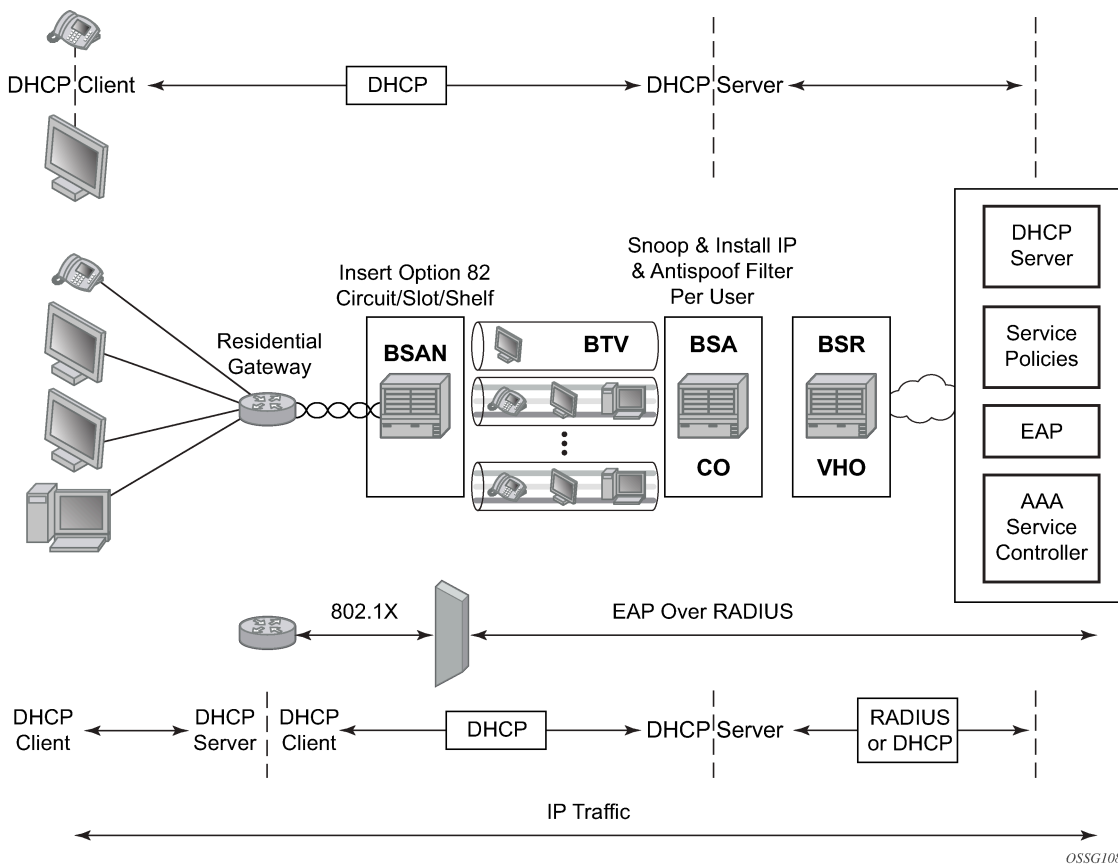 DHCP Client
DHCP
DHCP Server
Snoop & Install IP
& Antispoof Filter
Per User
Insert Option 82
Circuit/Slot/Shelf
Residential
Gateway
BSAN
BTV
BSA
CO
BSR
VHO
DHCP
Server
Service
Policies
EAP
AAA
Service
Controller
802.1X
EAP Over RADIUS
DHCP
Client
DHCP
Server
DHCP
Client
DHCP
DHCP Server
RADIUS
or DHCP
IP Traffic